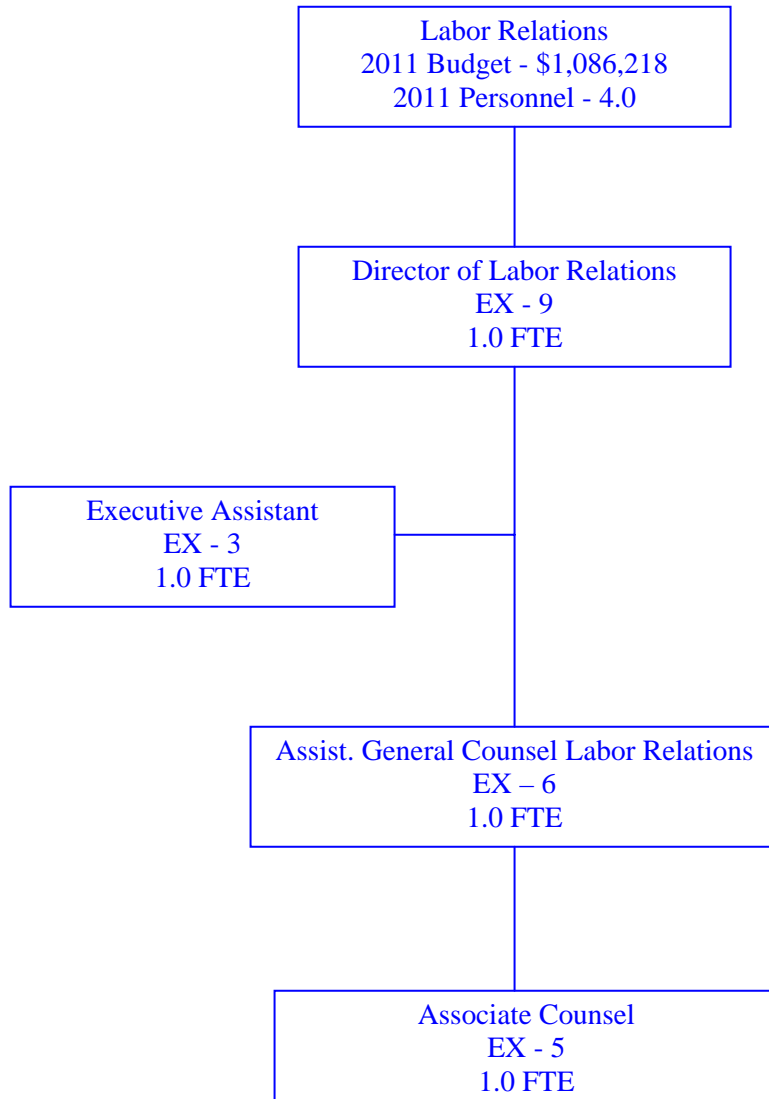 Labor Relations
2011 Budget - $1,086,218
2011 Personnel - 4.0
Director of Labor Relations
EX - 9
1.0 FTE
Executive Assistant
EX - 3
1.0 FTE
Assist. General Counsel Labor Relations
EX – 6
1.0 FTE
Associate Counsel
EX - 5
1.0 FTE